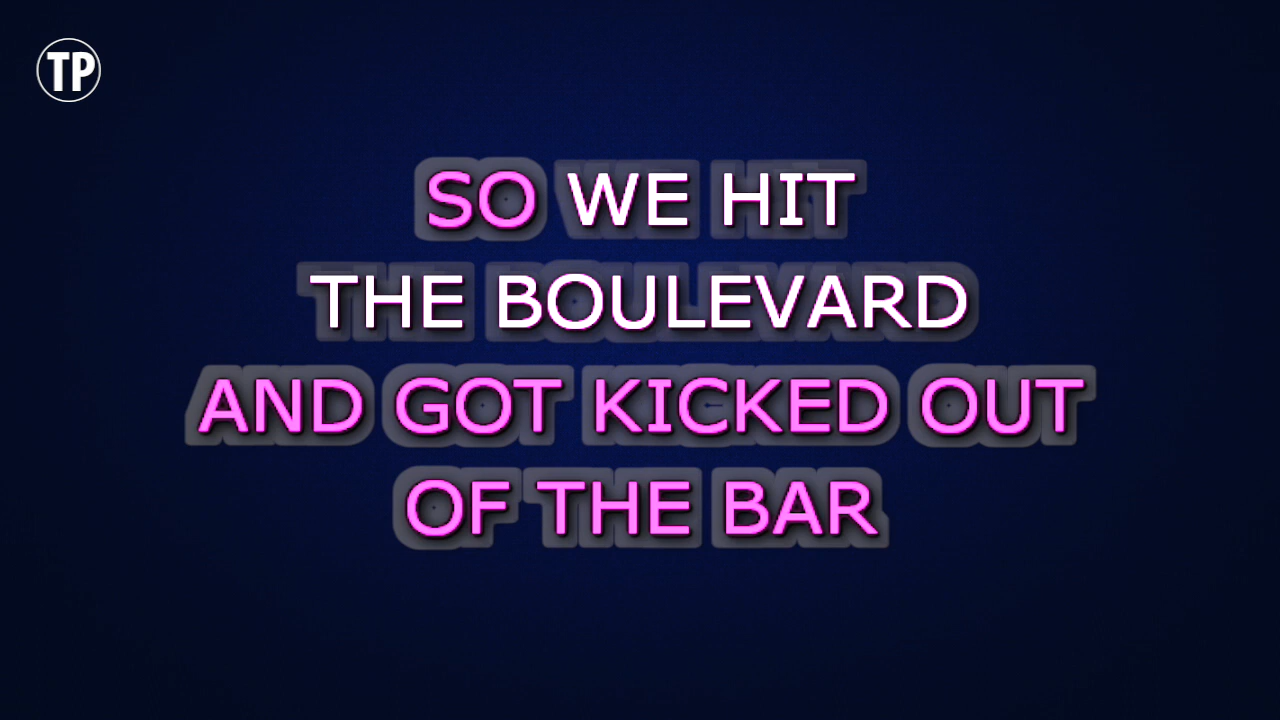 TP
SO WE HIT
THE BOULEVARD
AND GOT KICKED OUT
OF THE BAR